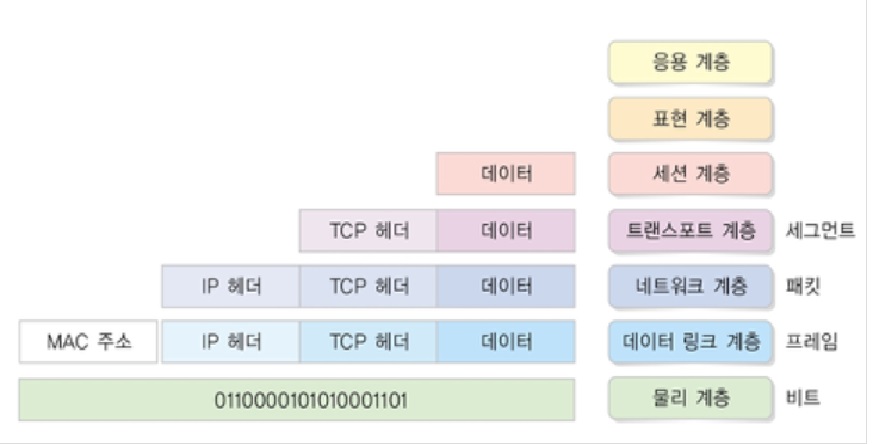 응용 계층
표현 계층
데이터 세션 계층
TCP 헤더 데이터 트랜스포트 계층 세그먼트
IP 헤더 TCP 헤더 데이터 네트워크 계층 패킷
MAC 주소 IP 헤더 TCP 헤더 데이터 데이터 링크 계층 프레임
0110000101010001101 물리 계층 비트